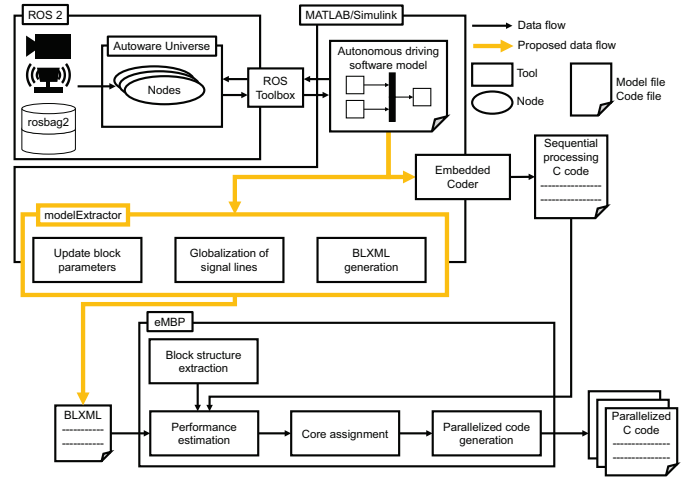 ROS 2
MATLAB/Simulink
Data flow
Proposed data flow
Autoware Universe
Nodes
rosbag2
ROS
Toolbox
Autonomous driving
software model
Tool
Node
Model file
Code file
Embedded
Coder
Sequential
processing
C code
modelExtractor
Update block
parameters
Globalization of
signal lines
BLXML
generation
eMBP
Block structure
extraction
BLXML
Performance
estimation
Core assignment
Parallelized code
generation
Parallelized
C code